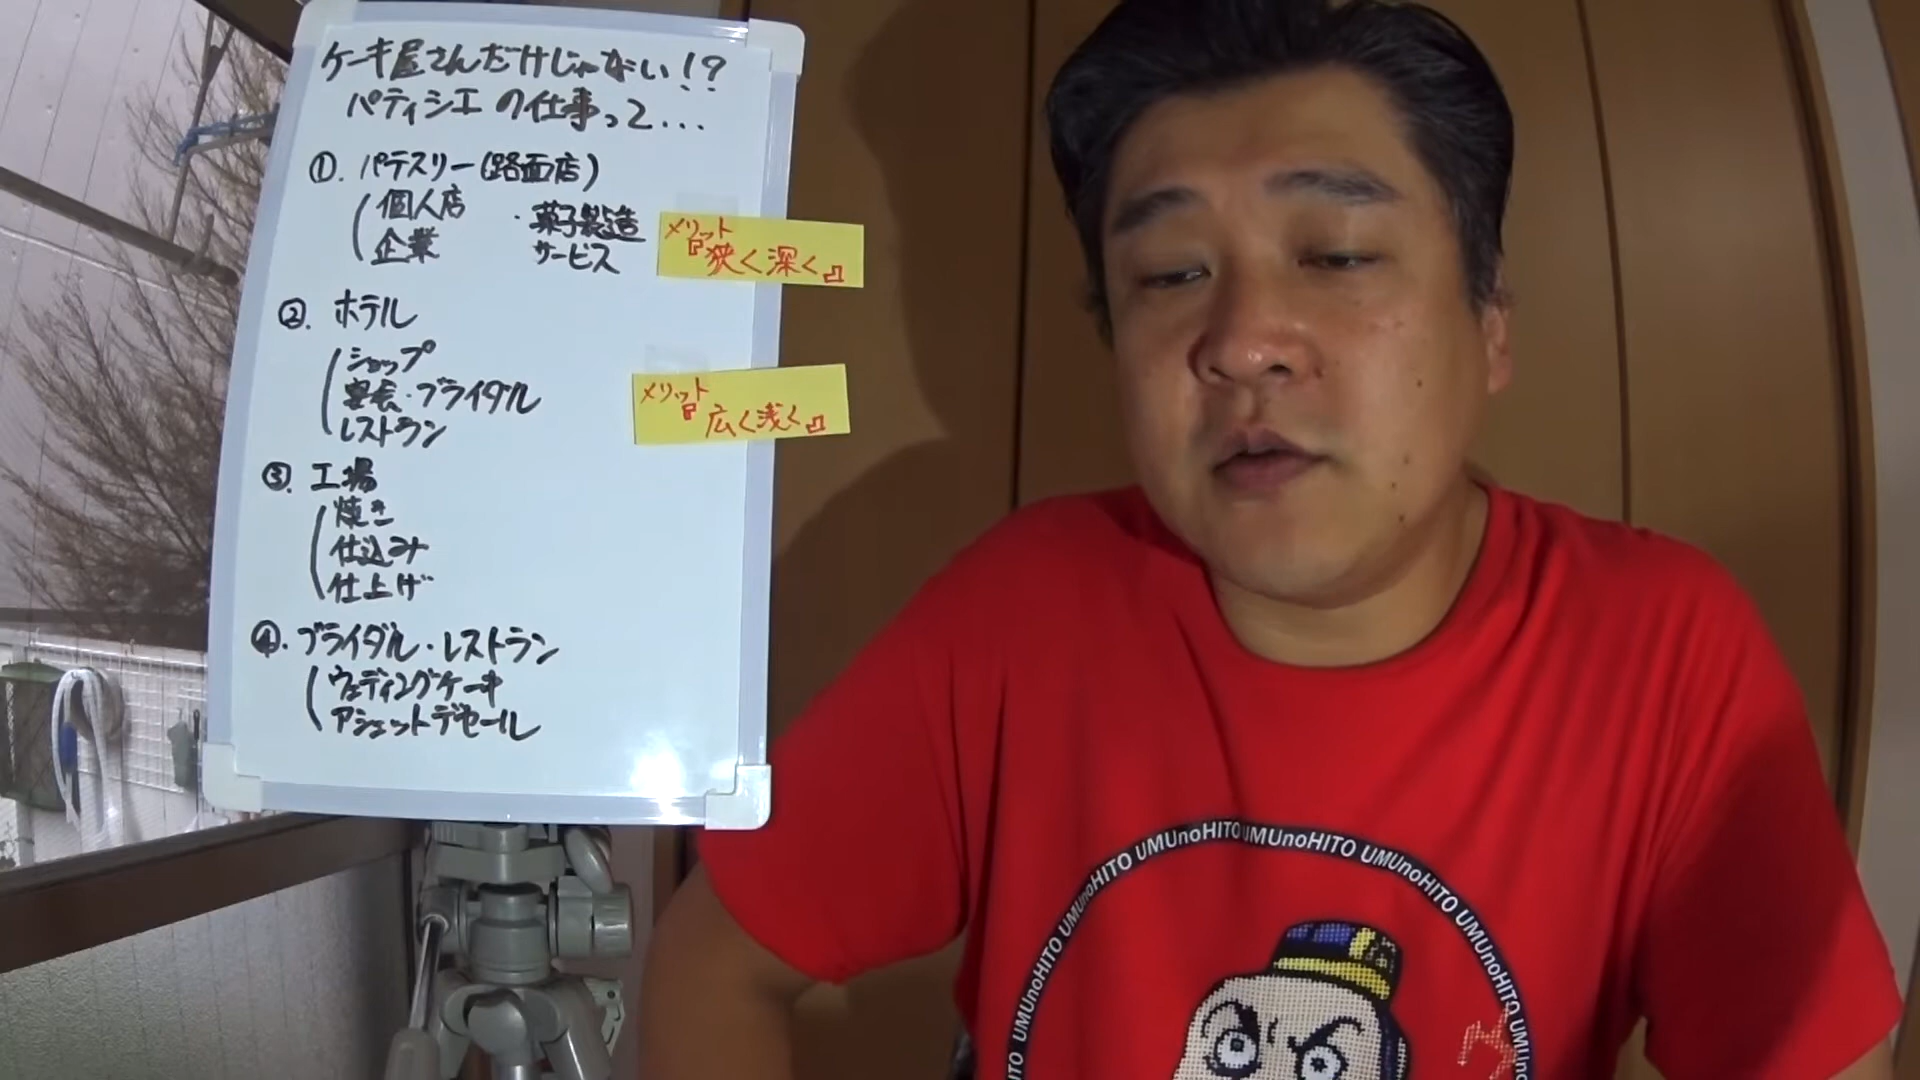 ケーキ屋さんだけじゃない!?
パティシエの仕事って...
①. パテスリー(路面店)
個人店
企業
・菓子製造
サービス
メリット
『狭く深く』
②. ホテル
ショップ
宴会・ブライダル
レストラン
メリット
『広く浅く』
③. 工場
焼き
仕込み
仕上げ
④. ブライダル・レストラン
ウェディングケーキ
アシェットデセール
UMUnoHITO UMUnoHITO UMUnoHITO UMUnoHITO UMUnoHITO UMUnoHITO UMUnoHITO